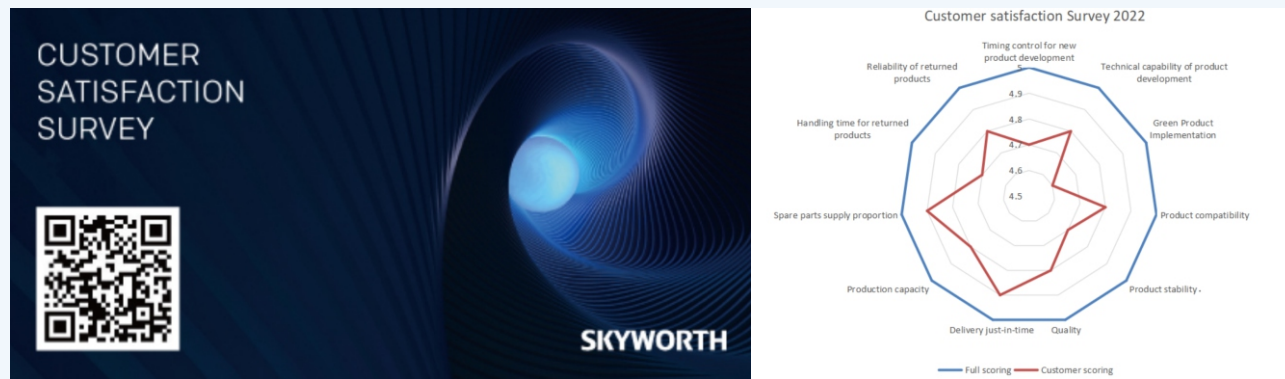 CUSTOMER
SATISFACTION
SURVEY
SKYWORTH
Customer satisfaction Survey 2022
Timing control for new
product development
Technical capability of product
development
Green Product
Implementation
Product compatibility
Product stability.
Quality
Delivery just-in-time
Production capacity
Spare parts supply proportion
Handling time for returned
products
Reliability of returned
products
5
4.9
4.8
4.7
4.6
4.5
Full scoring
Customer scoring